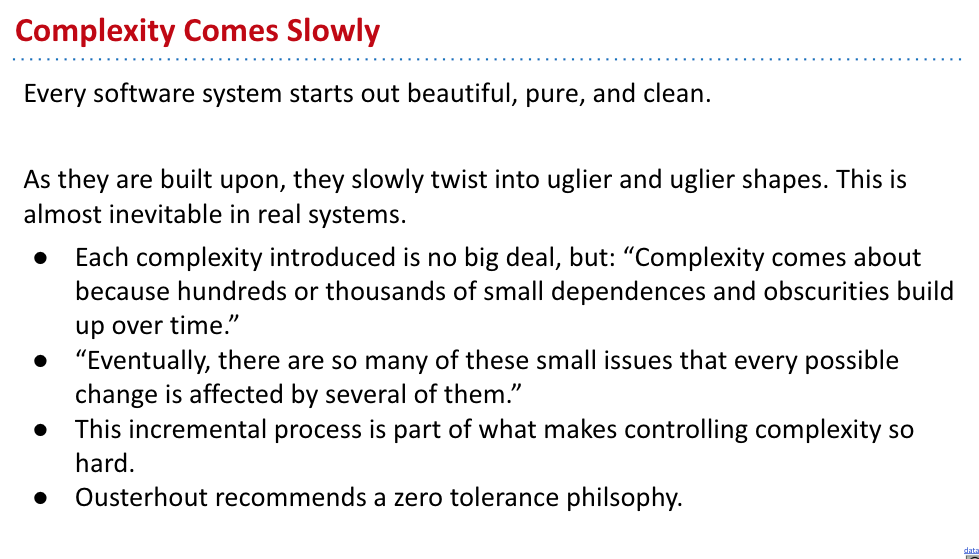 Complexity Comes Slowly
Every software system starts out beautiful, pure, and clean.
As they are built upon, they slowly twist into uglier and uglier shapes. This is
almost inevitable in real systems.
● Each complexity introduced is no big deal, but: “Complexity comes about
because hundreds or thousands of small dependences and obscurities build
up over time.”
● “Eventually, there are so many of these small issues that every possible
change is affected by several of them.”
● This incremental process is part of what makes controlling complexity so
hard.
● Ousterhout recommends a zero tolerance philsophy.
data